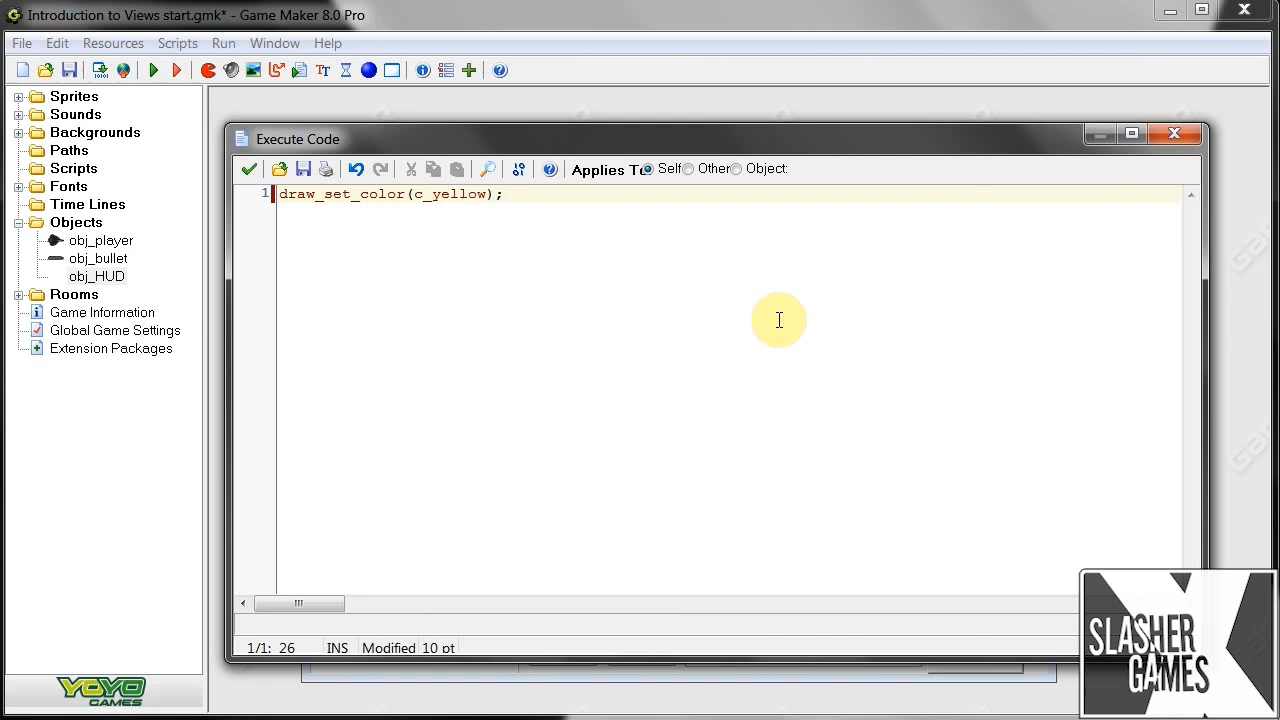 Introduction to Views start.gmk* - Game Maker 8.0 Pro
File Edit Resources Scripts Run Window Help
Sprites
Sounds
Backgrounds
Paths
Scripts
Fonts
Time Lines
Objects
obj_player
obj_bullet
obj_HUD
Rooms
Game Information
Global Game Settings
Extension Packages
YOYO
GAMES
Execute Code
Applies To Self Other Object:
1 draw_set_color(c_yellow);
1/1: 26 INS Modified 10 pt
SLASHER
GAMES